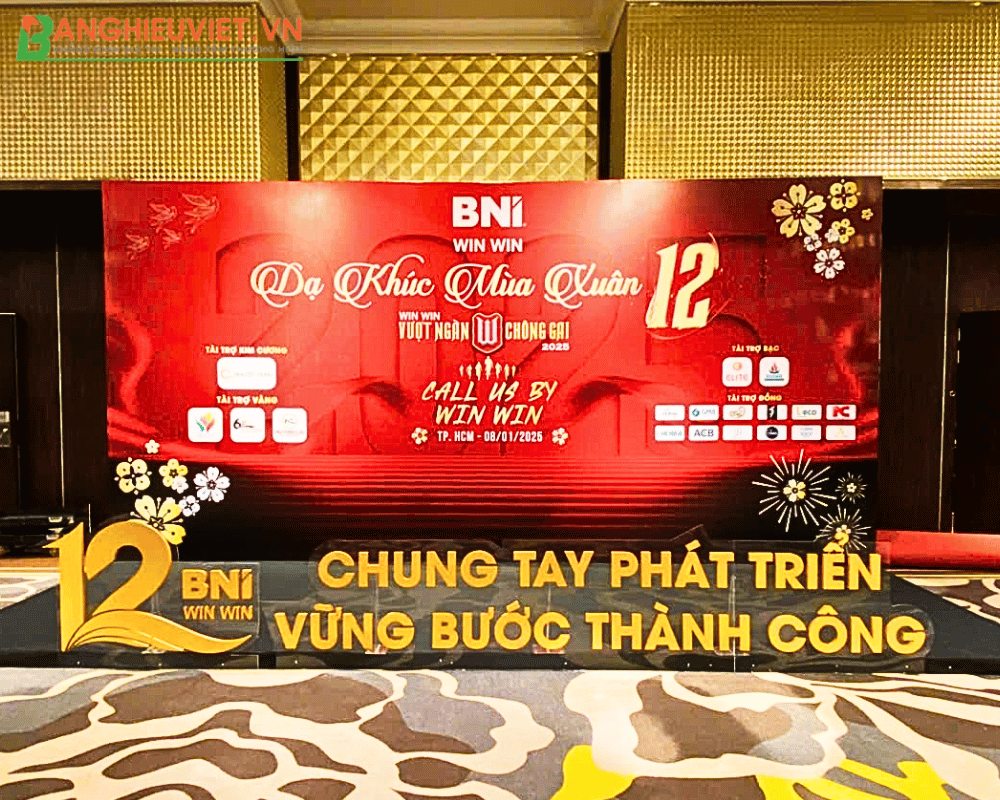 BANGHIEUVIET.VN
BNI
WIN WIN
Dạ Khúc Mùa Xuân 12
WIN WIN
VƯỢT NGÀN W CHÔNG GAI
2025
TÀI TRỢ KIM CƯƠNG
TÀI TRỢ BẠC
ELITE
TÀI TRỢ VÀNG
CALL US BY
WIN WIN
TÀI TRỢ ĐỒNG
ACB
TP. HCM - 08/01/2025
12 BNI
WIN WIN
CHUNG TAY PHÁT TRIỂN
VỮNG BƯỚC THÀNH CÔNG